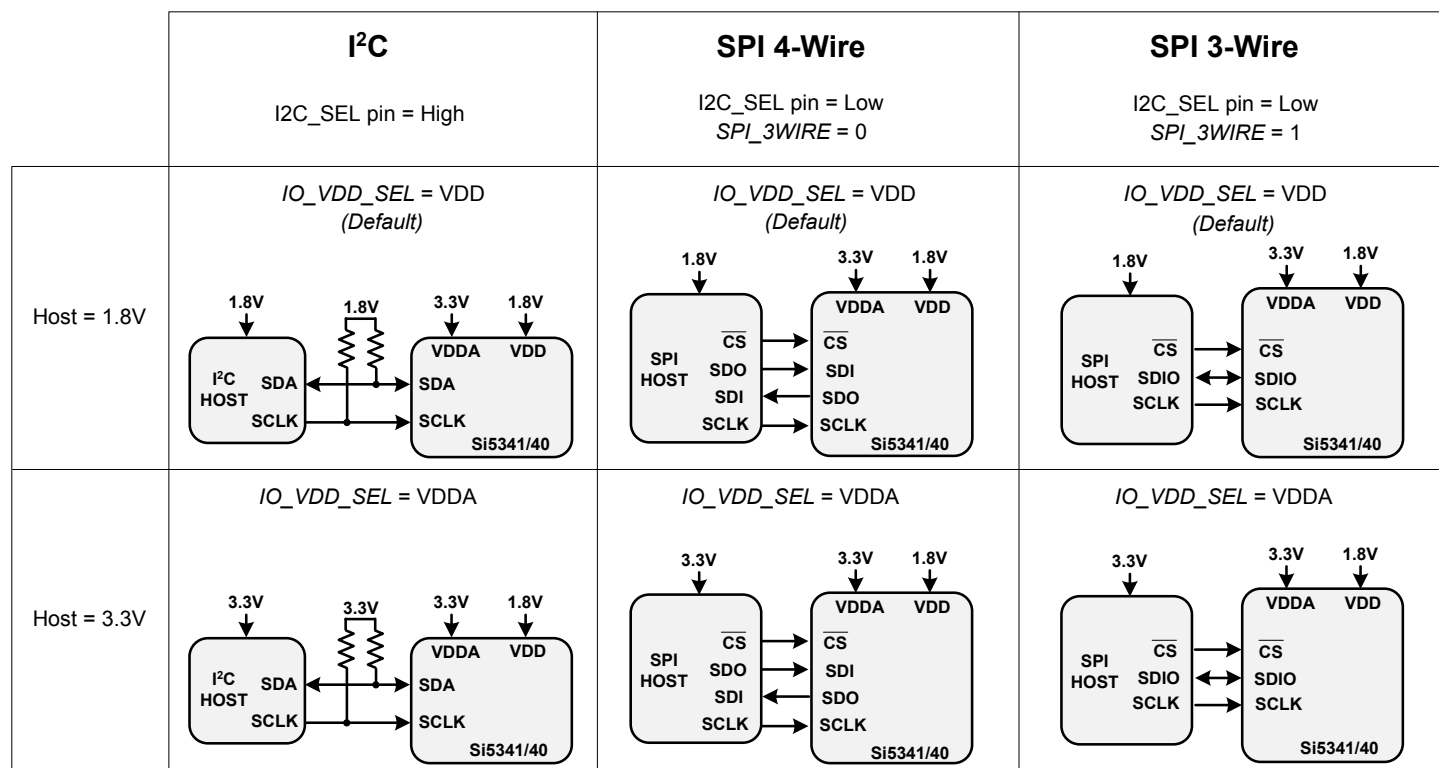 I²C
I2C_SEL pin = High
SPI 4-Wire
I2C_SEL pin = Low
SPI_3WIRE = 0
SPI 3-Wire
I2C_SEL pin = Low
SPI_3WIRE = 1
Host = 1.8V
IO_VDD_SEL = VDD
(Default)
1.8V 1.8V 3.3V 1.8V
VDDA VDD
I²C
HOST
SDA SDA
SCLK SCLK
Si5341/40
IO_VDD_SEL = VDD
(Default)
1.8V 3.3V 1.8V
VDDA VDD
SPI
HOST
CS CS
SDO SDI
SDI SDO
SCLK SCLK
Si5341/40
IO_VDD_SEL = VDD
(Default)
1.8V 3.3V 1.8V
VDDA VDD
SPI
HOST
CS CS
SDIO SDIO
SCLK SCLK
Si5341/40
Host = 3.3V
IO_VDD_SEL = VDDA
3.3V 3.3V 3.3V 1.8V
VDDA VDD
I²C
HOST
SDA SDA
SCLK SCLK
Si5341/40
IO_VDD_SEL = VDDA
3.3V 3.3V 1.8V
VDDA VDD
SPI
HOST
CS CS
SDO SDI
SDI SDO
SCLK SCLK
Si5341/40
IO_VDD_SEL = VDDA
3.3V 3.3V 1.8V
VDDA VDD
SPI
HOST
CS CS
SDIO SDIO
SCLK SCLK
Si5341/40